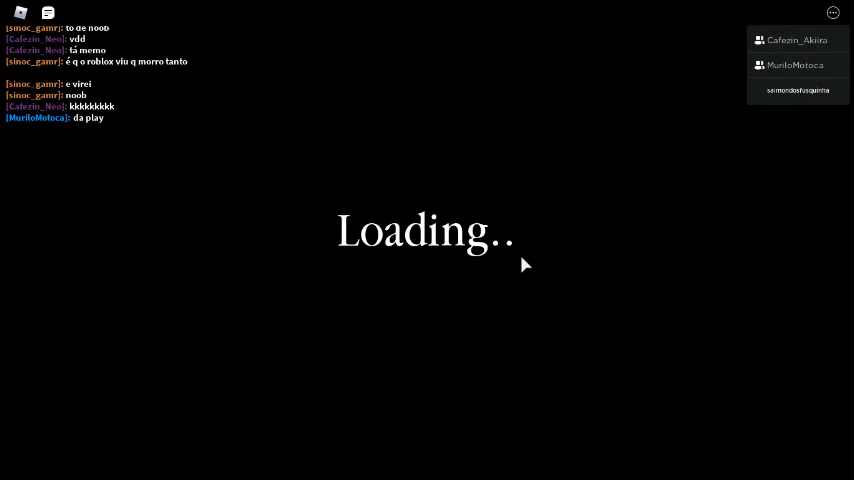 [sinoc_gamr]: to de noob
[Cafezin_Neo]: vdd
[Cafezin_Neo]: tá memo
[sinoc_gamr]: é q o roblox viu q morro tanto
[sinoc_gamr]: e virei
[sinoc_gamr]: noob
[Cafezin_Neo]: kkkkkkkkk
[MuriloMotoca]: da play
Cafezin_Akiira
MuriloMotoca
saimondosfusquinha
Loading..